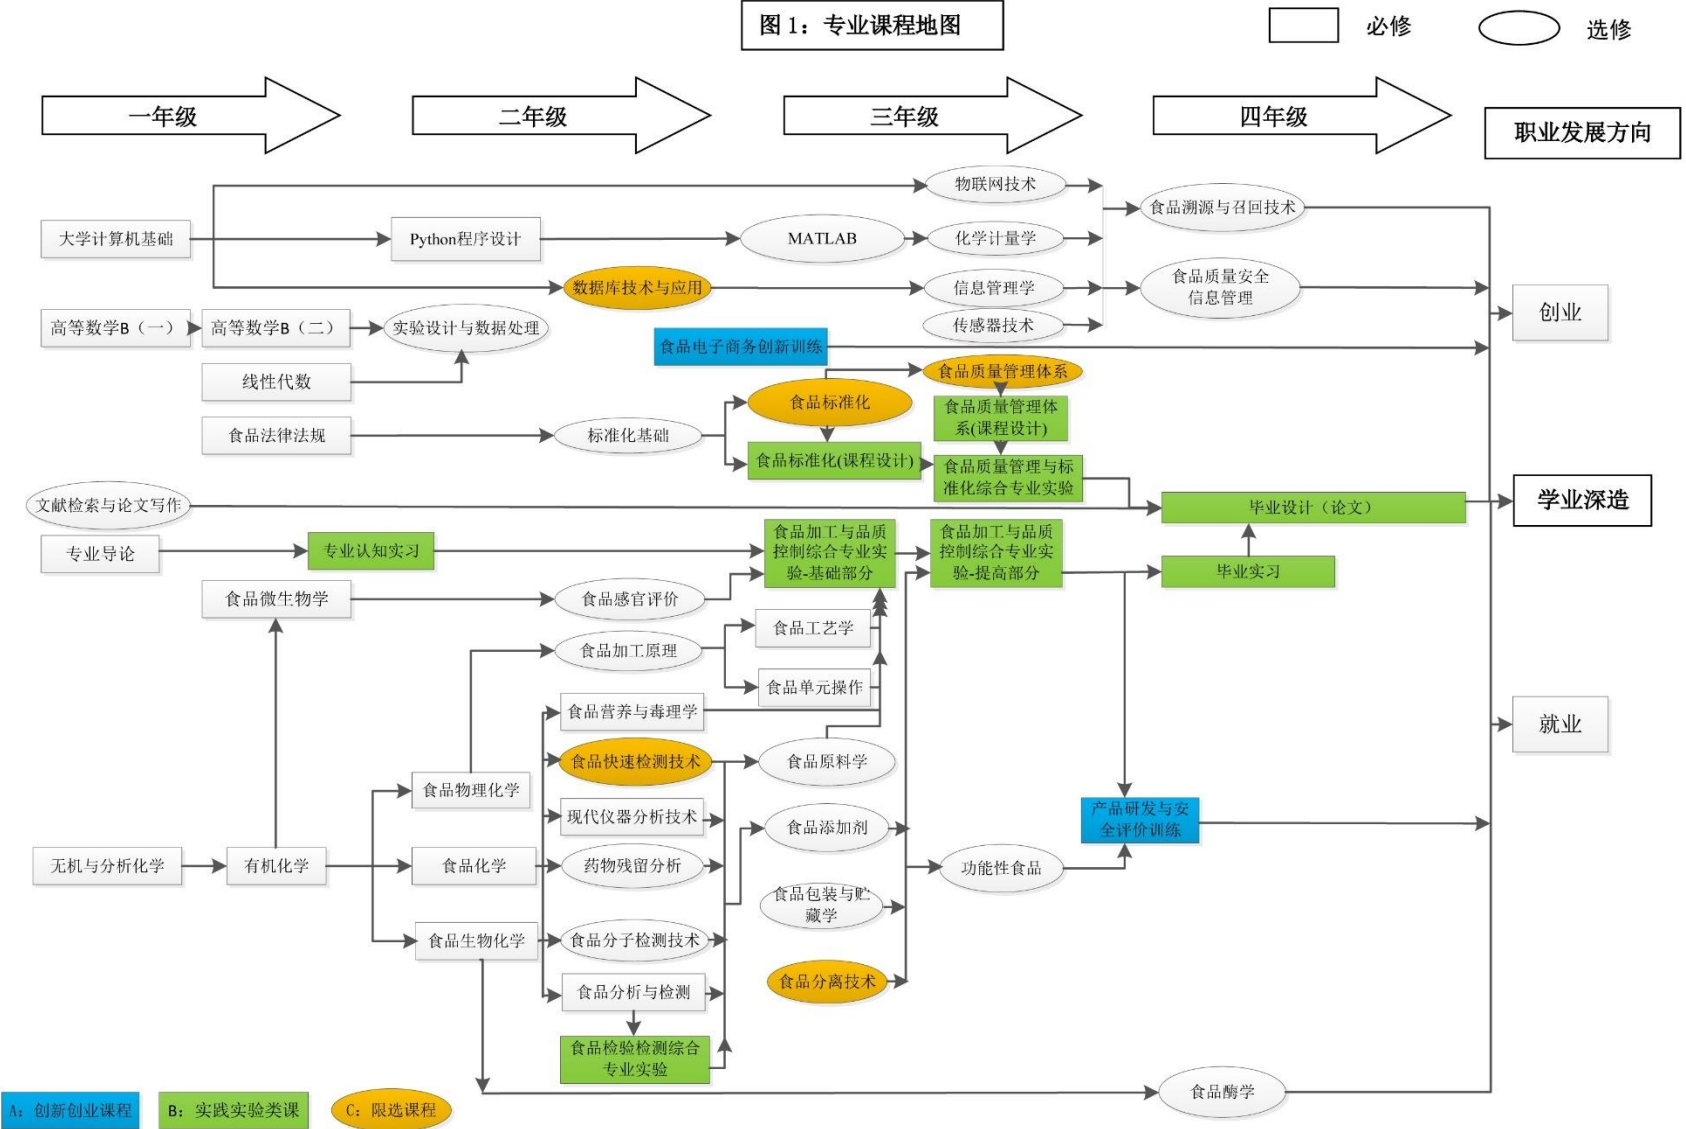 图 1：专业课程地图
必修
选修
一年级
二年级
三年级
四年级
职业发展方向
物联网技术
食品溯源与召回技术
大学计算机基础
Python程序设计
MATLAB
化学计量学
数据库技术与应用
信息管理学
食品质量安全
信息管理
创业
高等数学B（一）
高等数学B（二）
实验设计与数据处理
传感器技术
食品电子商务创新训练
线性代数
食品质量管理体系
食品标准化
食品质量管理体
系(课程设计)
食品法律法规
标准化基础
食品标准化(课程设计)
食品质量管理与标
准化综合专业实验
文献检索与论文写作
毕业设计（论文）
学业深造
专业导论
专业认知实习
食品加工与品质
控制综合专业实
验-基础部分
食品加工与品质
控制综合专业实
验-提高部分
毕业实习
食品微生物学
食品感官评价
食品工艺学
食品加工原理
食品单元操作
食品营养与毒理学
就业
食品快速检测技术
食品原料学
食品物理化学
现代仪器分析技术
食品添加剂
产品研发与安
全评价训练
无机与分析化学
有机化学
食品化学
药物残留分析
功能性食品
食品包装与贮
藏学
食品生物化学
食品分子检测技术
食品分离技术
食品分析与检测
食品检验检测综合
专业实验
食品酶学
A：创新创业课程
B：实践实验类课
C：限选课程